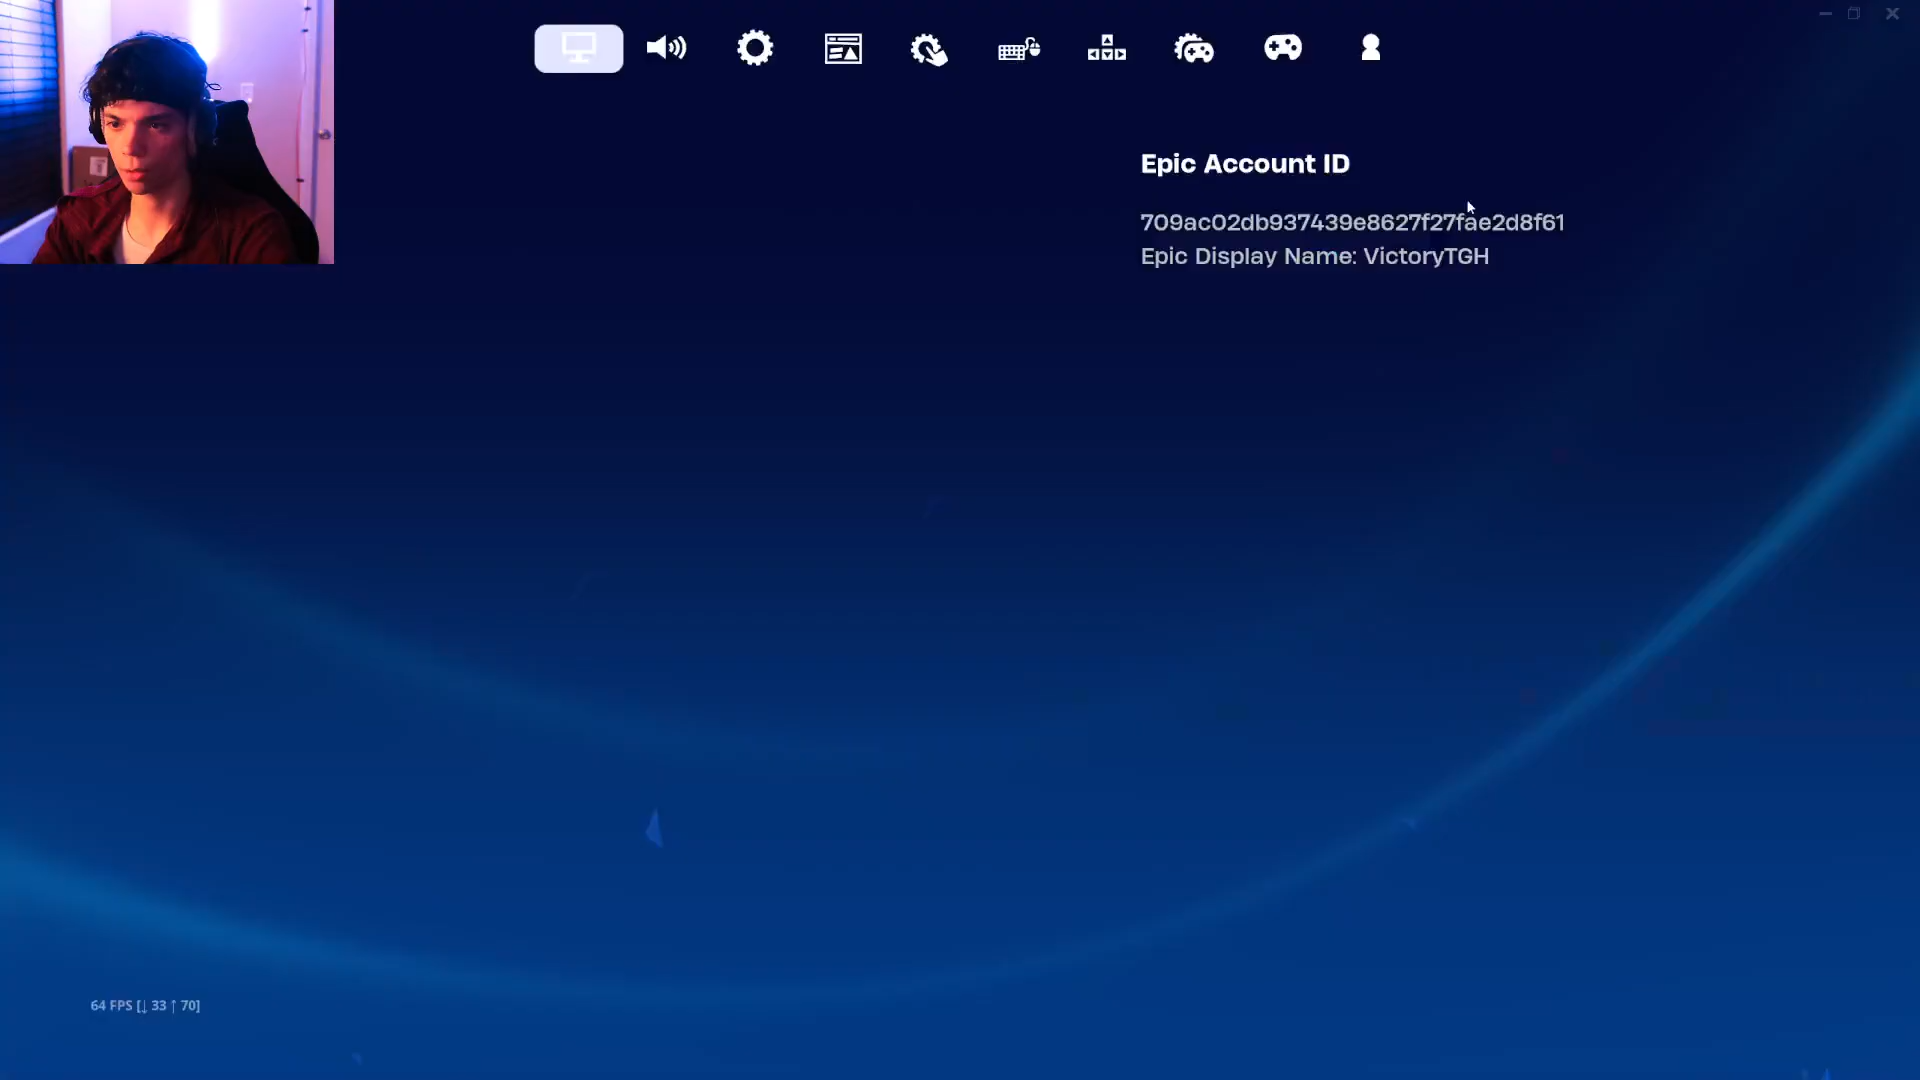 Epic Account ID
709ac02db937439e8627f27fae2d8f61
Epic Display Name: VictoryTGH
64 FPS [↓ 33 ↑ 70]